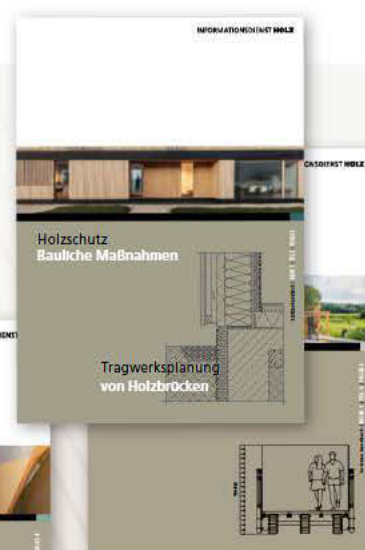 INFORMATIONSDIENST HOLZ
ONSDIENST HOLZ
Holzschutz
Bauliche Maßnahmen
Tragwerksplanung
von Holzbrücken